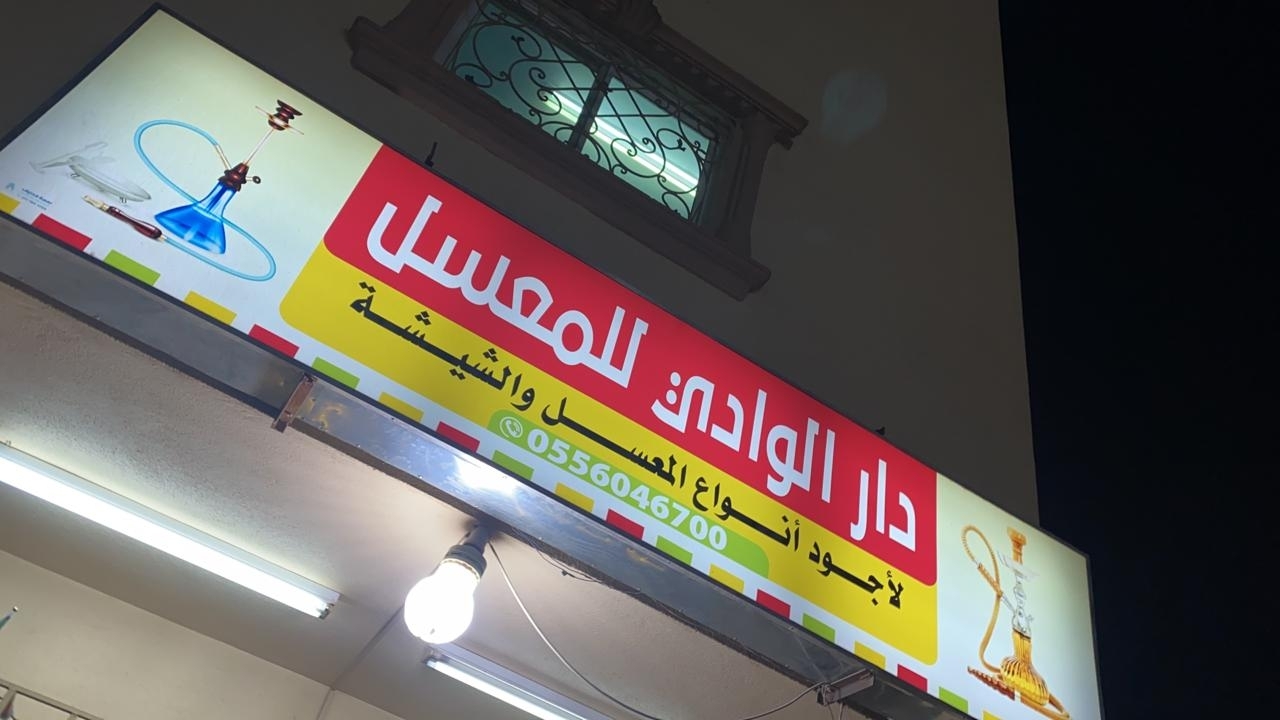 دار الوادي للمعسل
لأجود أنواع المعسل والشيشة
0556046700